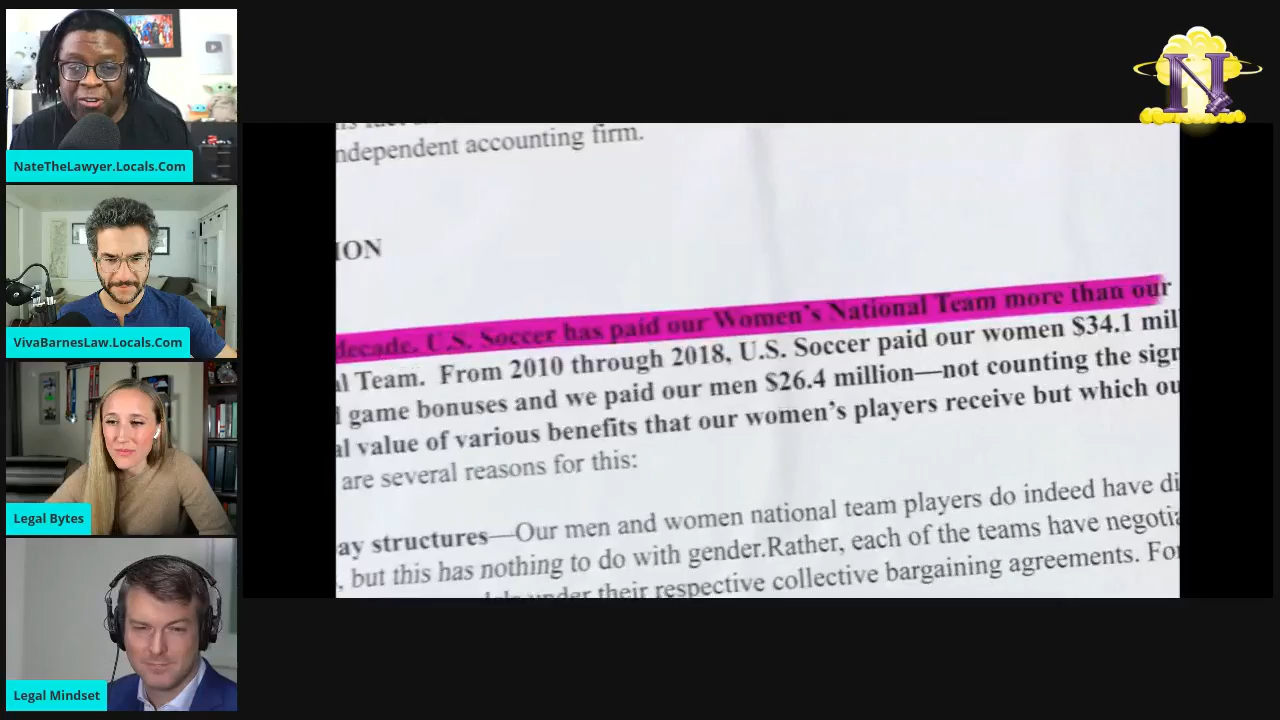 NateTheLawyer.Locals.Com
VivaBarnesLaw.Locals.Com
Legal Bytes
Legal Mindset
N
ndependent accounting firm.
ION
decade, U.S. Soccer has paid our Women's National Team more than our
l Team. From 2010 through 2018, U.S. Soccer paid our women $34.1 mil
l game bonuses and we paid our men $26.4 million—not counting the sign
al value of various benefits that our women's players receive but which ou
are several reasons for this:
ay structures—Our men and women national team players do indeed have di
, but this has nothing to do with gender.Rather, each of the teams have negotia
under their respective collective bargaining agreements. For